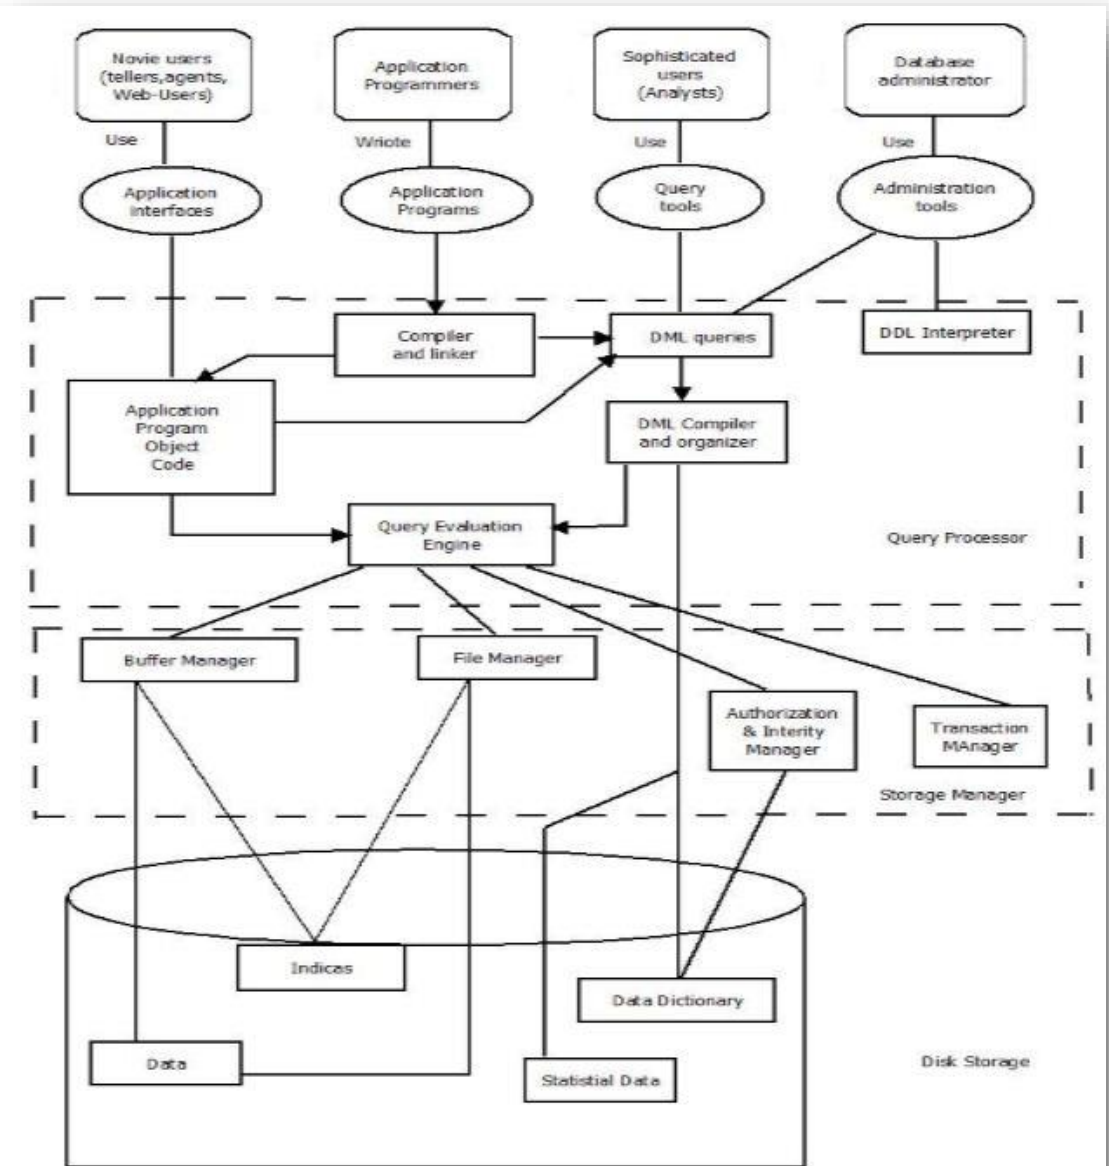 Novie users
(tellers,agents,
Web-Users)
Application
Programmers
Sophisticated
users
(Analysts)
Database
administrator
Use
Wriote
Use
Use
Application
interfaces
Application
Programs
Query
tools
Administration
tools
Compiler
and linker
DML queries
DDL Interpreter
Application
Program
Object
Code
DML Compiler
and organizer
Query Evaluation
Engine
Query Processor
Buffer Manager
File Manager
Authorization
& Interity
Manager
Transaction
MAnager
Storage Manager
Indicas
Data Dictionary
Data
Statistial Data
Disk Storage